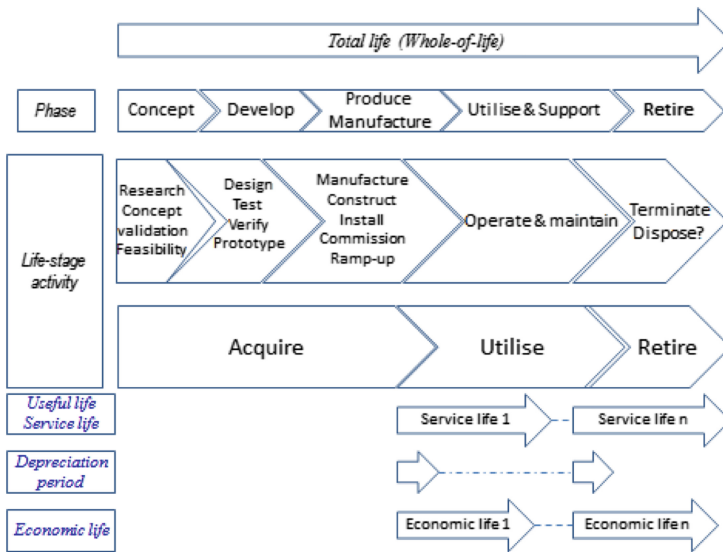 Total life (Whole-of-life)
Phase
Concept
Develop
Produce
Manufacture
Utilise & Support
Retire
Life-stage
activity
Research
Concept
validation
Feasibility
Design
Test
Verify
Prototype
Manufacture
Construct
Install
Commission
Ramp-up
Operate & maintain
Terminate
Dispose?
Acquire
Utilise
Retire
Useful life
Service life
Service life 1
Service life n
Depreciation
period
Economic life
Economic life 1
Economic life n